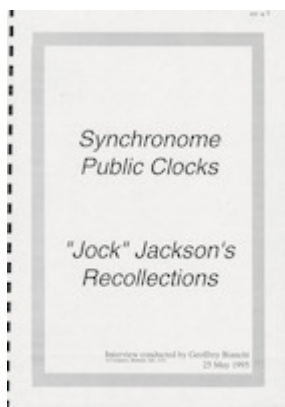 Synchronome
Public Clocks
"Jock" Jackson's
Recollections
Interview conducted by Geoffrey Bianchi
25 May 1995